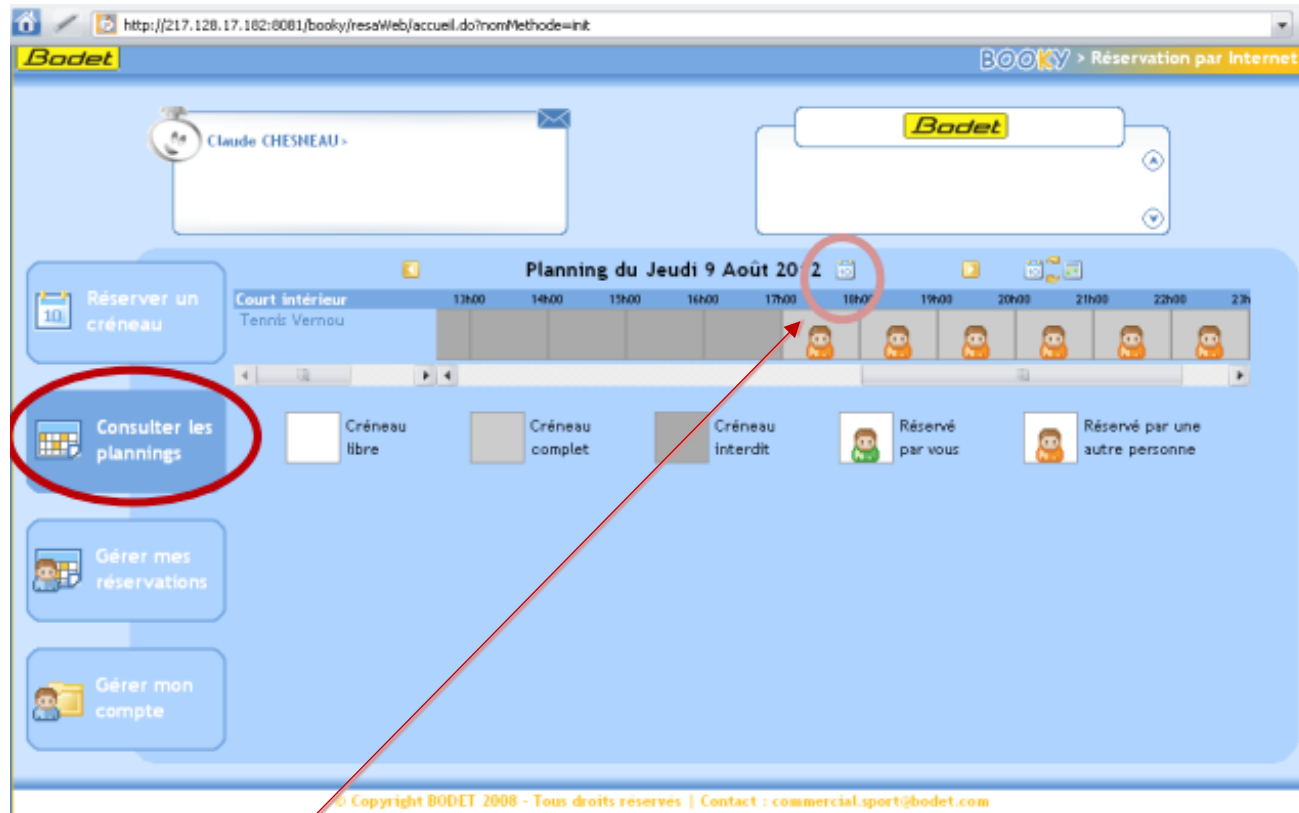 http://217.128.17.182:8081/booky/resaWeb/accueil.do?nomMethode=init
Bodet
BOOKY > Réservation par Internet
Claude CHESNEAU >
Bodet
Planning du Jeudi 9 Août 2012
Réserver un
créneau
10
Court intérieur 13h00 14h00 15h00 16h00 17h00 18h00 19h00 20h00 21h00 22h00 23h
Tennis Vernou
Consulter les
plannings
Créneau
libre
Créneau
complet
Créneau
interdit
Réservé
par vous
Réservé par une
autre personne
Gérer mes
réservations
Gérer mon
compte
© Copyright BODET 2008 - Tous droits réservés | Contact : commercial.sport@bodet.com